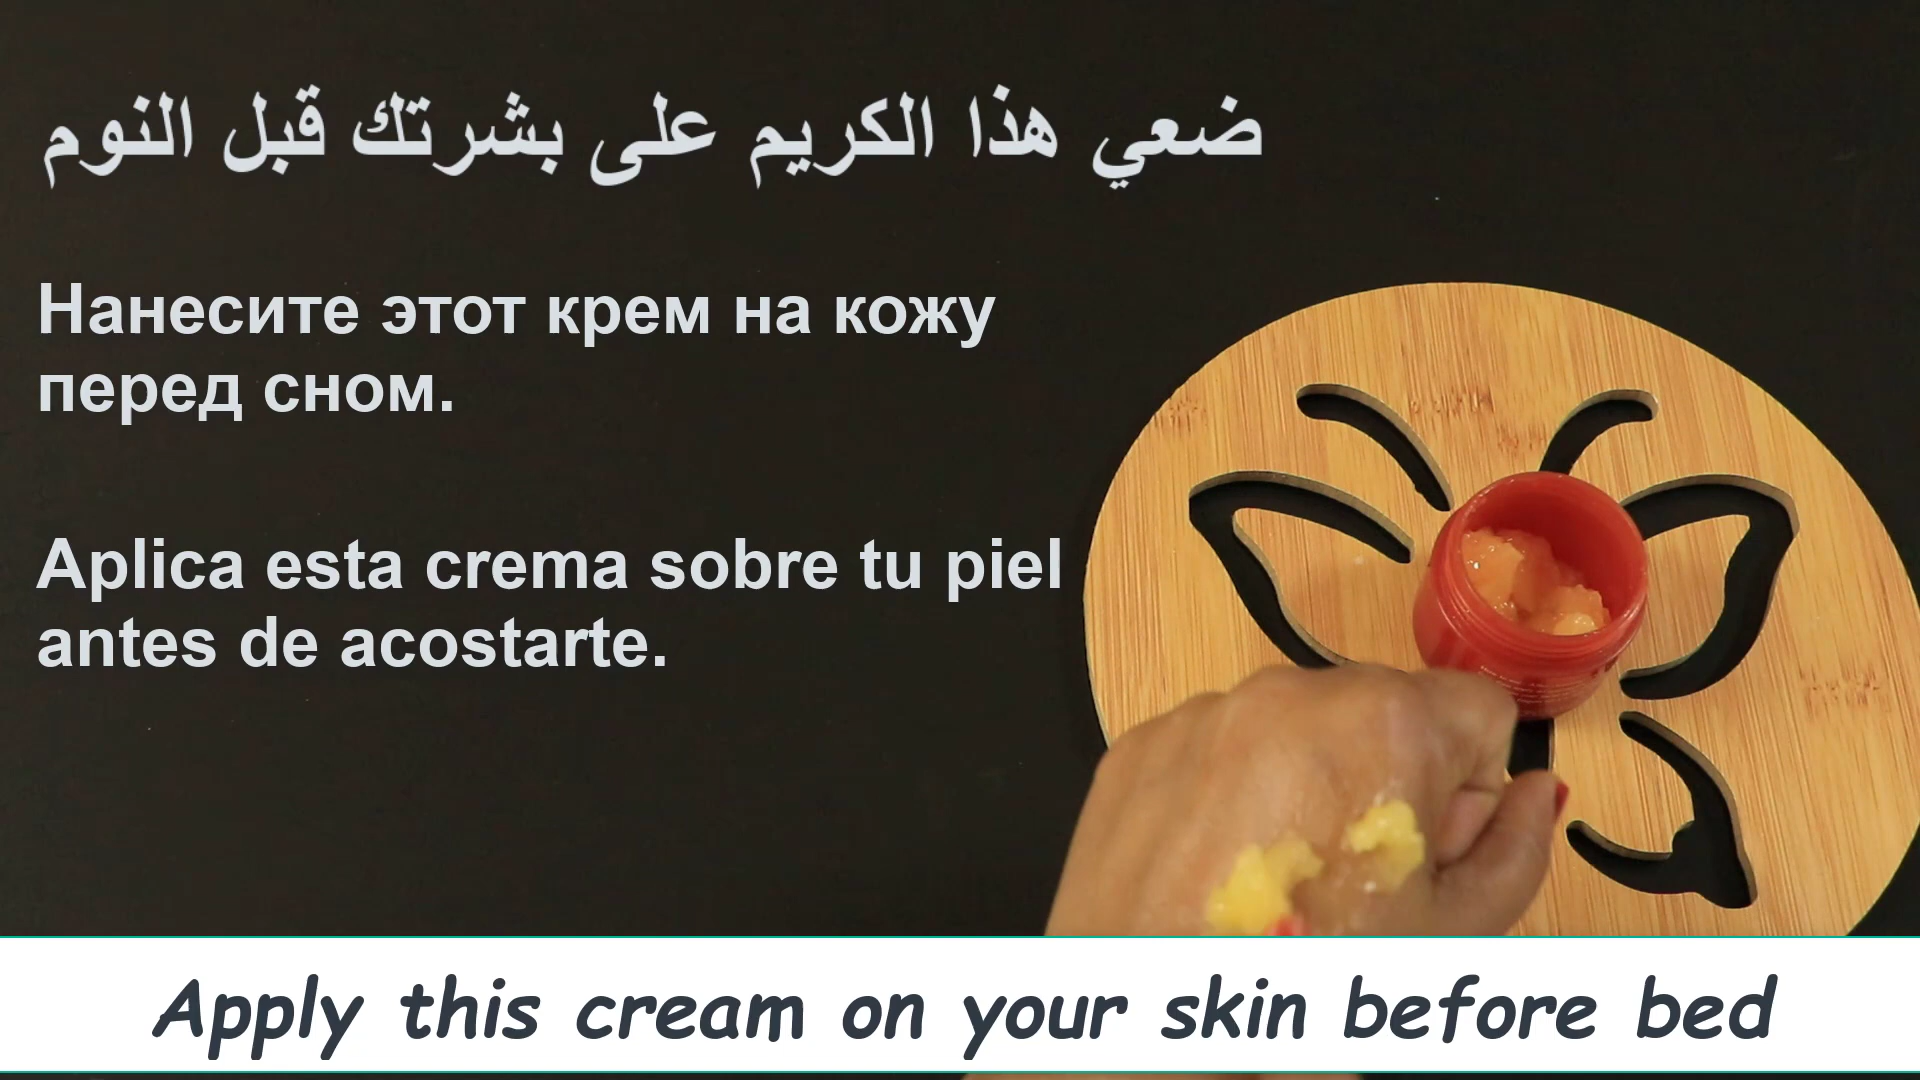 ضعي هذا الكريم على بشرتك قبل النوم
Нанесите этот крем на кожу
перед сном.
Aplica esta crema sobre tu piel
antes de acostarte.
Apply this cream on your skin before bed